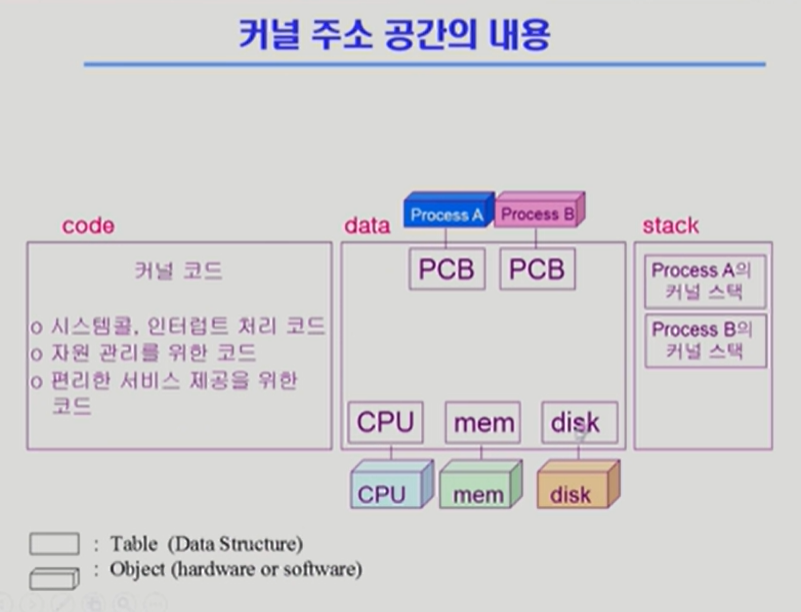 커널 주소 공간의 내용
code
커널 코드
o 시스템콜, 인터럽트 처리 코드
o 자원 관리를 위한 코드
o 편리한 서비스 제공을 위한
코드
data
Process A
Process B
PCB
PCB
CPU
mem
disk
CPU
mem
disk
stack
Process A의
커널 스택
Process B의
커널 스택
: Table (Data Structure)
: Object (hardware or software)